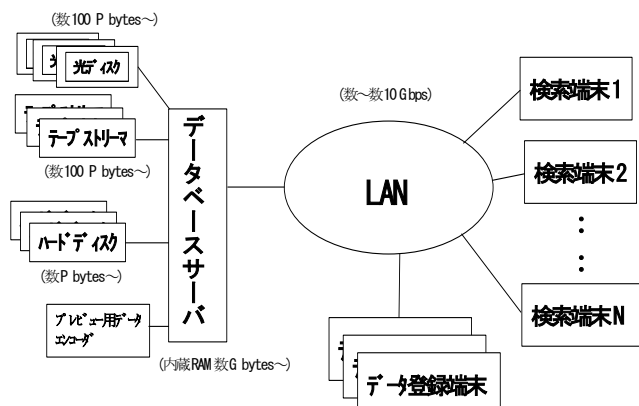 (数100 P bytes～)
光ディスク
テープストリーマ
(数100 P bytes～)
ハードディスク
(数P bytes～)
プレビュー用データ
エンコーダ
データベースサーバ
(内蔵RAM数G bytes～)
(数～数10 Gbps)
LAN
データ登録端末
検索端末1
検索端末2
検索端末N